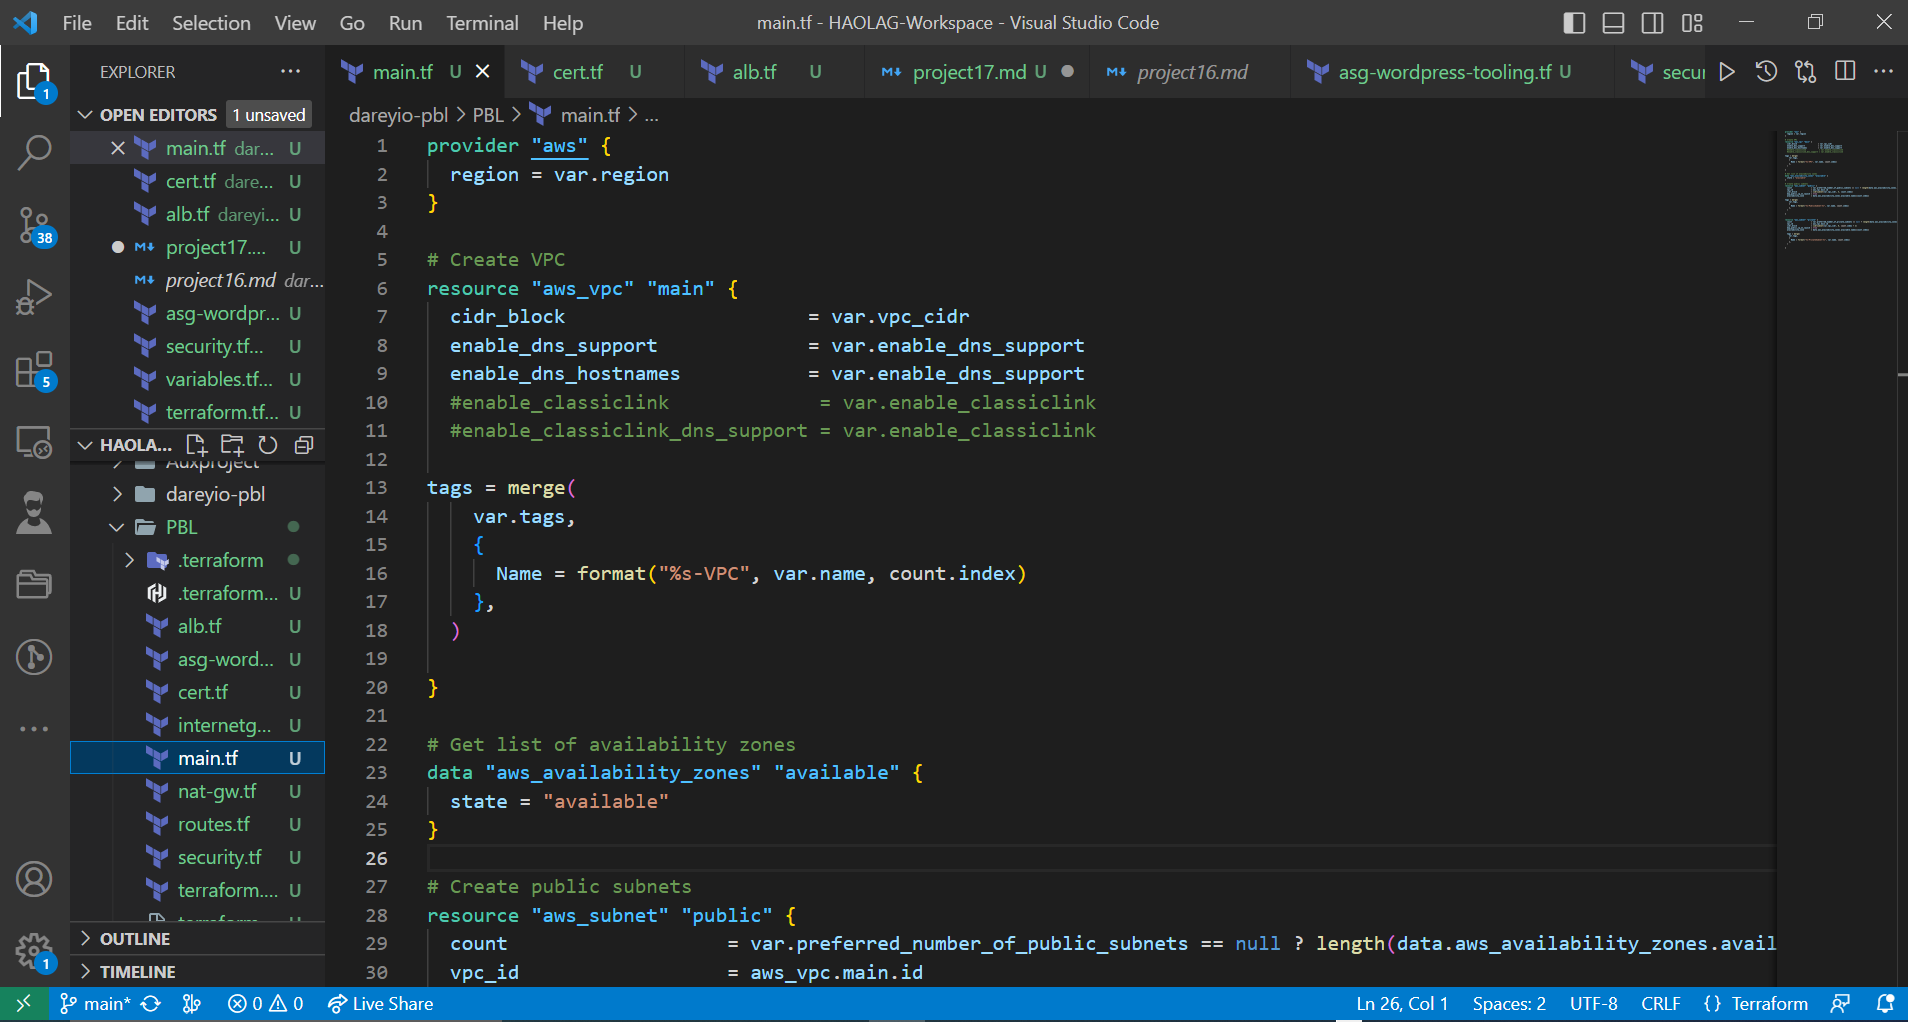 File Edit Selection View Go Run Terminal Help
main.tf - HAOLAG-Workspace - Visual Studio Code
EXPLORER
main.tf U
cert.tf U
alb.tf U
project17.md U
project16.md
asg-wordpress-tooling.tf U
secur
1
OPEN EDITORS 1 unsaved
main.tf dar... U
cert.tf dare... U
alb.tf dareyi... U
project17.... U
project16.md dar...
asg-wordpr... U
security.tf... U
variables.tf... U
terraform.tf... U
38
5
HAOLA...
Auxproject
dareyio-pbl
PBL
.terraform
.terraform... U
alb.tf U
asg-word... U
cert.tf U
internetg... U
main.tf U
nat-gw.tf U
routes.tf U
security.tf U
terraform.... U
OUTLINE
TIMELINE
1
dareyio-pbl > PBL > main.tf > ...
1 provider "aws" {
2 region = var.region
3 }
4
5 # Create VPC
6 resource "aws_vpc" "main" {
7 cidr_block = var.vpc_cidr
8 enable_dns_support = var.enable_dns_support
9 enable_dns_hostnames = var.enable_dns_support
10 #enable_classiclink = var.enable_classiclink
11 #enable_classiclink_dns_support = var.enable_classiclink
12
13 tags = merge(
14 var.tags,
15 {
16 Name = format("%s-VPC", var.name, count.index)
17 },
18 )
19
20 }
21
22 # Get list of availability zones
23 data "aws_availability_zones" "available" {
24 state = "available"
25 }
26
27 # Create public subnets
28 resource "aws_subnet" "public" {
29 count = var.preferred_number_of_public_subnets == null ? length(data.aws_availability_zones.avail
30 vpc_id = aws_vpc.main.id
main* 0 0 Live Share
Ln 26, Col 1 Spaces: 2 UTF-8 CRLF {} Terraform